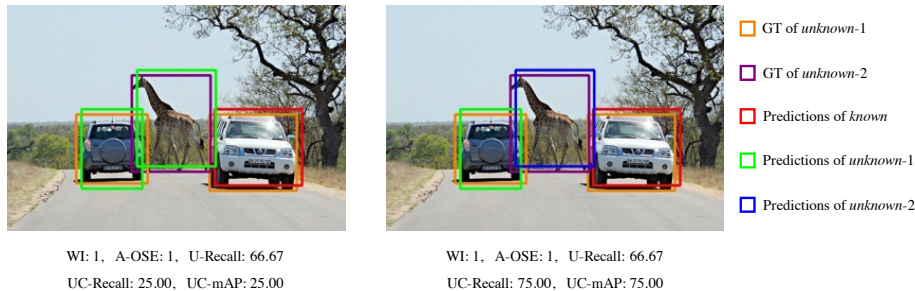 GT of unknown-1
GT of unknown-2
Predictions of known
Predictions of unknown-1
Predictions of unknown-2
WI: 1, A-OSE: 1, U-Recall: 66.67
UC-Recall: 25.00, UC-mAP: 25.00
WI: 1, A-OSE: 1, U-Recall: 66.67
UC-Recall: 75.00, UC-mAP: 75.00